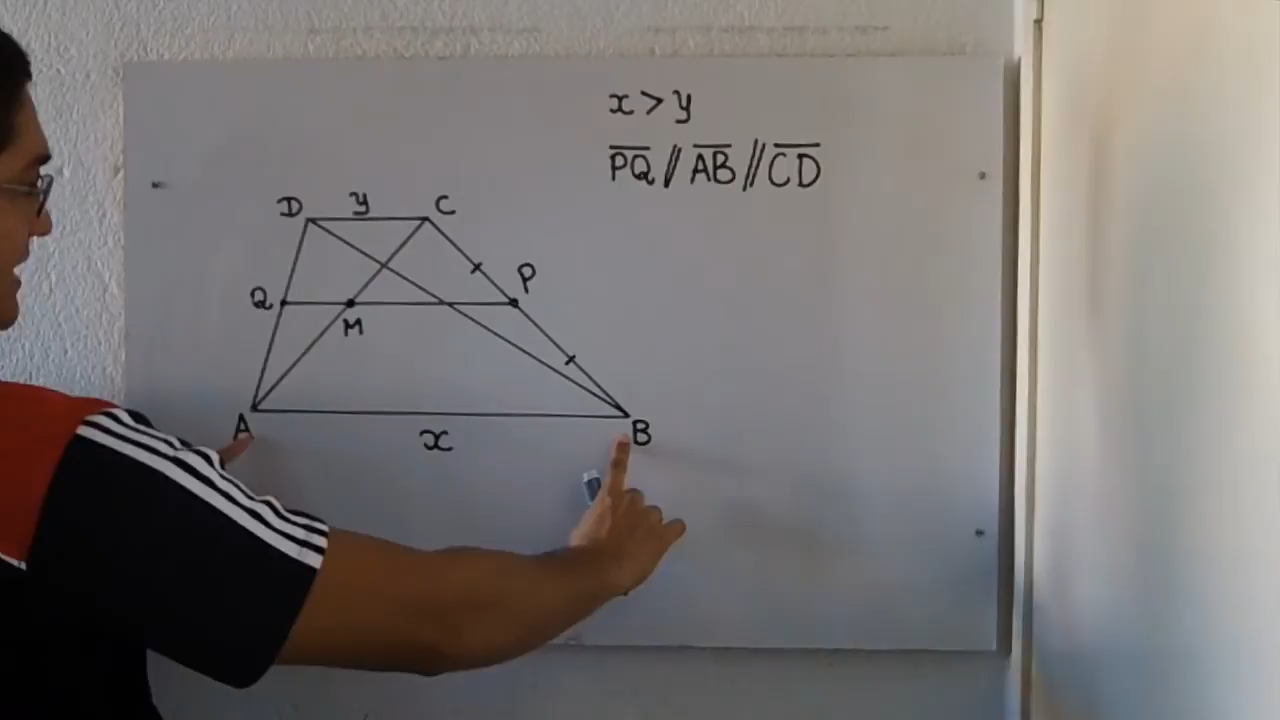 x > y
PQ // AB // CD
D y C
Q P
M
A x B